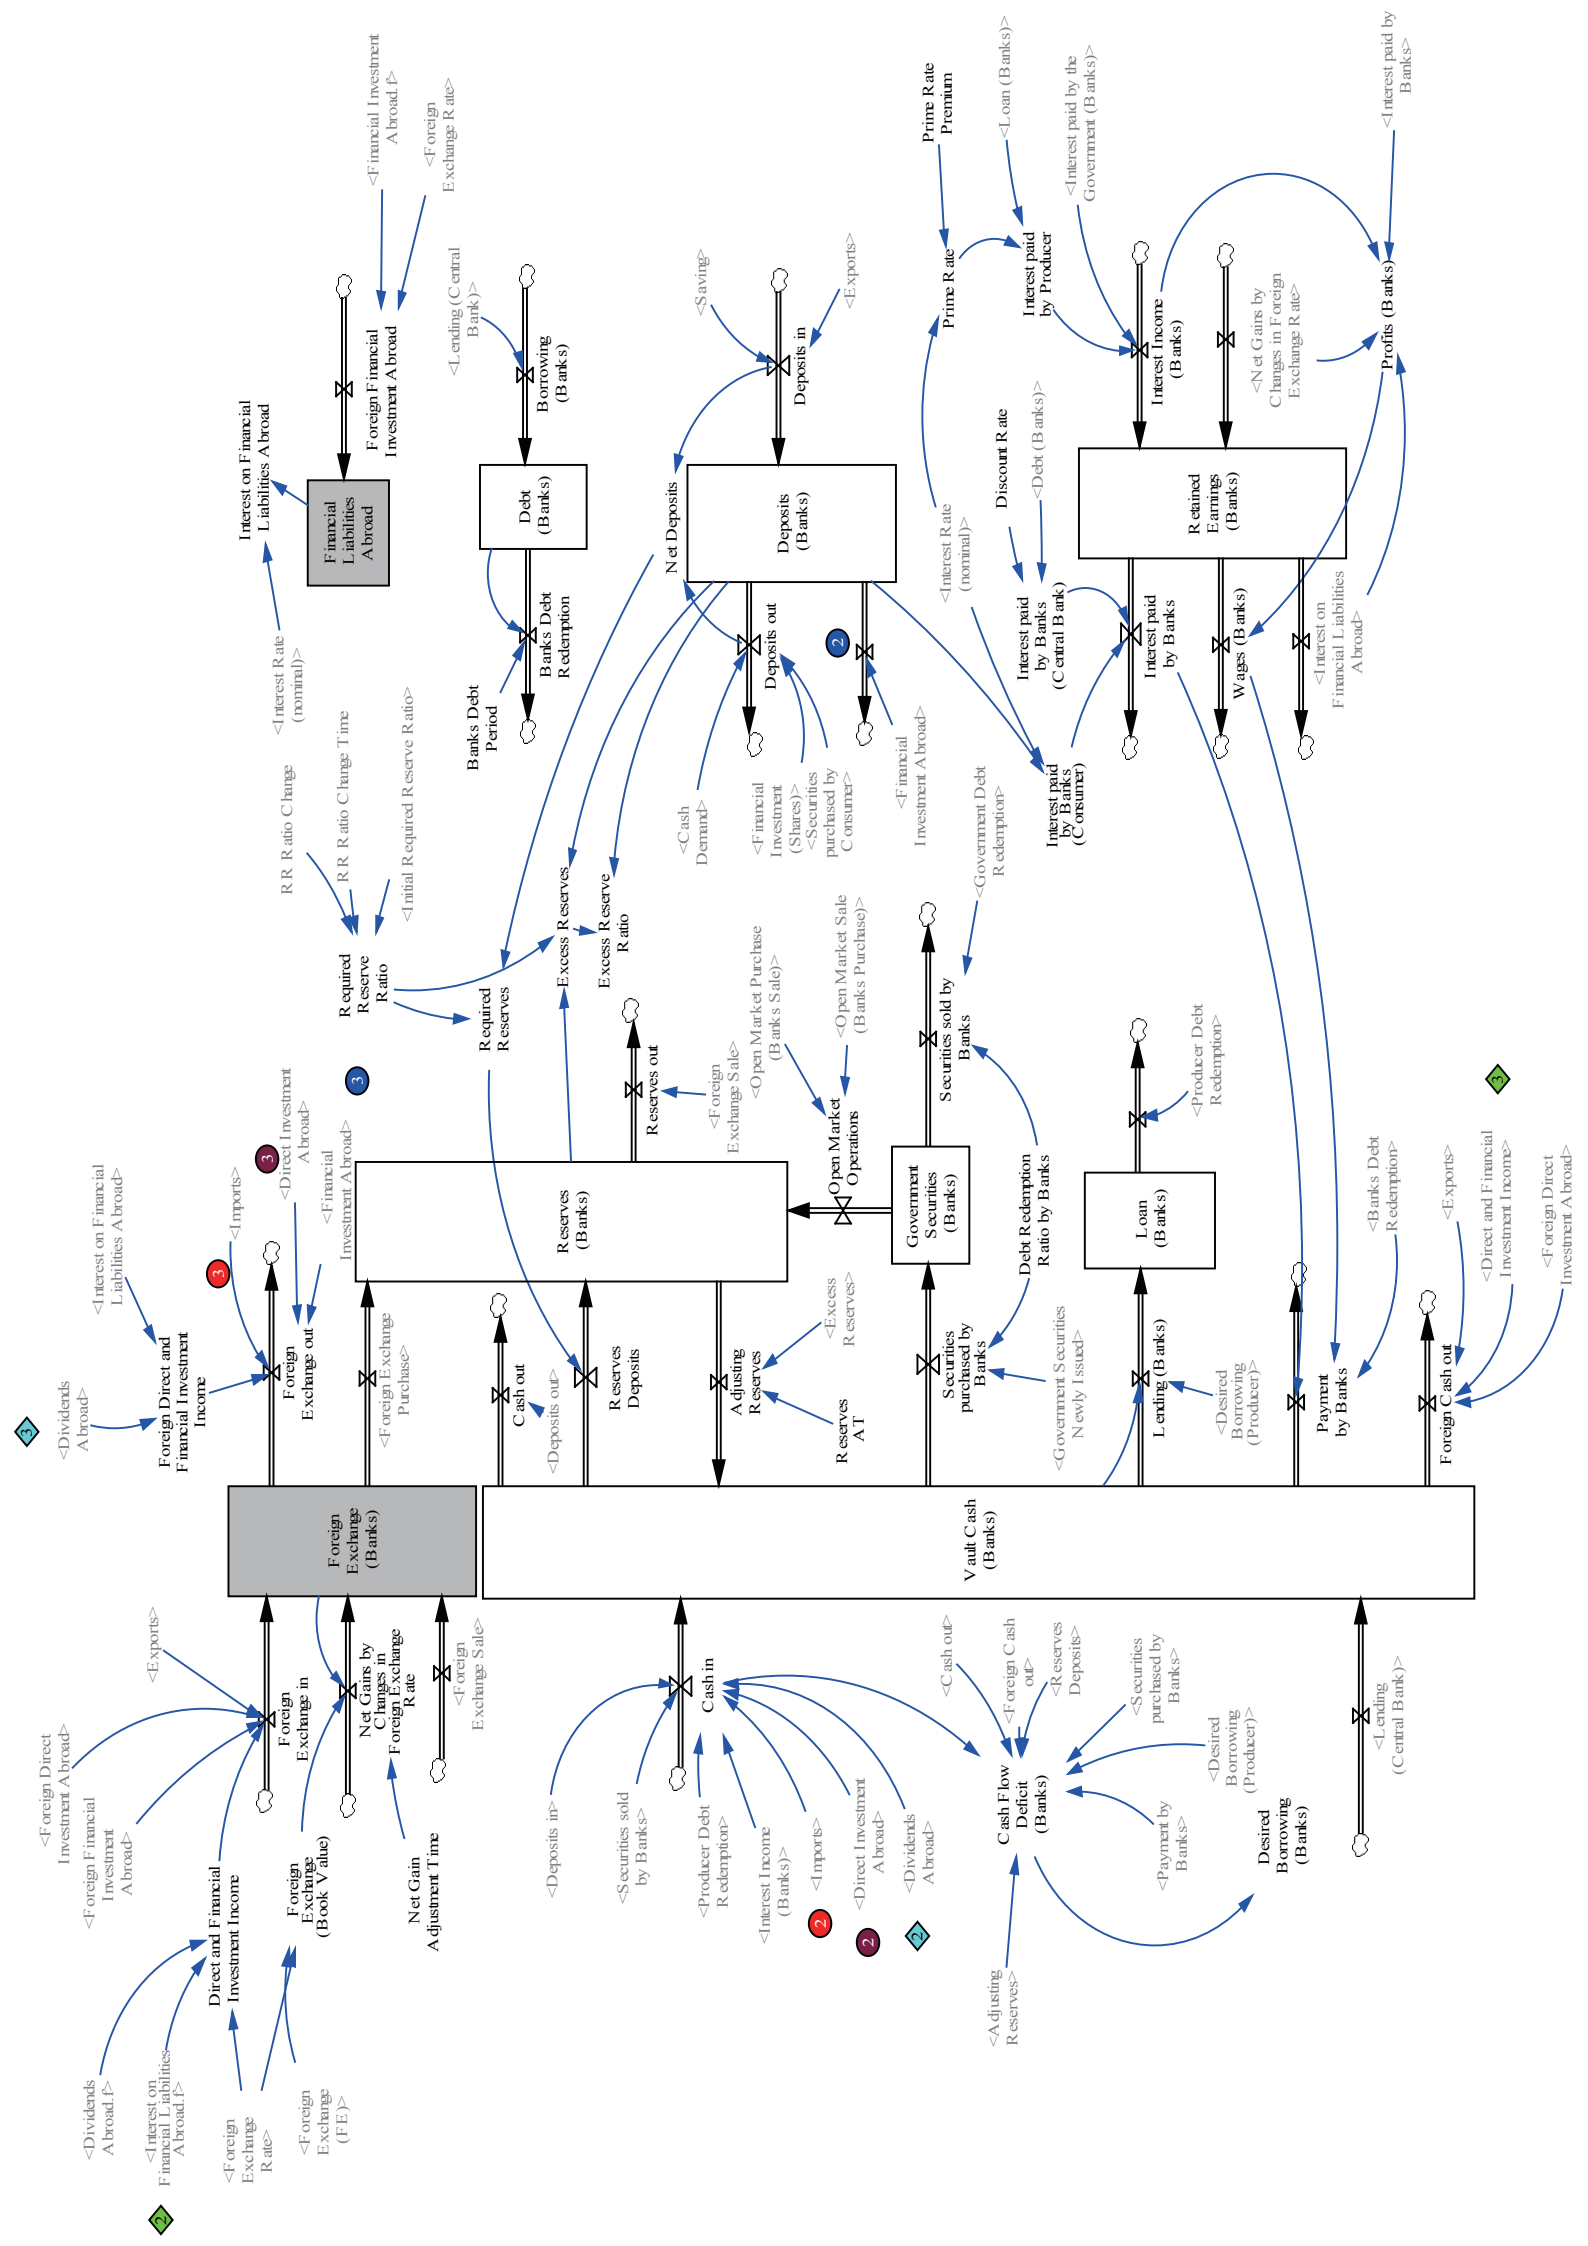 <Dividends
Abroad.f>
<Interest on
Financial Liabilities
Abroad.f>
2
<Foreign
Exchange
Rate>
<Foreign
Exchange
(FE)>
<Foreign Direct
Investment Abroad>
<Foreign Financial
Investment
Abroad>
<Exports>
Direct and Financial
Investment Income
Foreign
Exchange
(Book Value)
Net Gain
Adjustment Time
Foreign
Exchange in
Net Gains by
Changes in
Foreign Exchange
Rate
<Foreign
Exchange Sale>
Foreign
Exchange
(Banks)
3
<Dividends
Abroad>
<Interest on Financial
Liabilities Abroad>
Foreign Direct and
Financial Investment
Income
3
<Imports>
3
<Direct Investment
Abroad>
<Financial
Investment Abroad>
3
Foreign
Exchange out
<Foreign Exchange
Purchase>
RR Ratio Change
RR Ratio Change Time
<Initial Required Reserve Ratio>
Required
Reserve
Ratio
Required
Reserves
Excess Reserves
Excess Reserve
Ratio
<Interest Rate
(nominal)>
Interest on Financial
Liabilities Abroad
Financial
Liabilities
Abroad
Foreign Financial
Investment Abroad
<Financial Investment
Abroad.f>
<Foreign
Exchange Rate>
Banks Debt
Period
Banks Debt
Redemption
Debt
(Banks)
Borrowing
(Banks)
<Lending (Central
Bank)>
Net Deposits
Deposits
(Banks)
Deposits in
<Saving>
<Exports>
Deposits out
2
<Cash
Demand>
<Financial
Investment
(Shares)>
<Securities
purchased by
Consumer>
<Financial
Investment Abroad>
Reserves
(Banks)
Reserves out
<Foreign
Exchange Sale>
Cash out
<Deposits out>
Reserves
Deposits
Adjusting
Reserves
Reserves
AT
<Excess
Reserves>
<Open Market Purchase
(Banks Sale)>
<Open Market Sale
(Banks Purchase)>
Open Market
Operations
Government
Securities
(Banks)
Securities sold by
Banks
<Government Debt
Redemption>
Securities
purchased by
Banks
<Government Securities
Newly Issued>
Debt Redemption
Ratio by Banks
Vault Cash
(Banks)
<Deposits in>
<Securities sold
by Banks>
<Producer Debt
Redemption>
<Interest Income
(Banks)>
<Imports>
2
<Direct Investment
Abroad>
2
<Dividends
Abroad>
2
Cash in
<Cash out>
<Foreign Cash
out>
<Reserves
Deposits>
<Securities
purchased by
Banks>
<Desired
Borrowing
(Producer)>
<Payment by
Banks>
<Adjusting
Reserves>
Cash Flow
Deficit
(Banks)
Desired
Borrowing
(Banks)
<Lending
(Central Bank)>
Lending (Banks)
<Desired
Borrowing
(Producer)>
Loan
(Banks)
<Producer Debt
Redemption>
Payment
by Banks
<Banks Debt
Redemption>
Foreign Cash out
<Exports>
<Direct and Financial
Investment Income>
<Foreign Direct
Investment Abroad>
3
<Interest Rate
(nominal)>
Prime Rate
Prime Rate
Premium
<Loan (Banks)>
Interest paid
by Producer
<Interest paid by the
Government (Banks)>
Discount Rate
<Debt (Banks)>
Interest paid
by Banks
(Central Bank)
Interest paid
by Banks
(Consumer)
Interest paid
by Banks
Wages (Banks)
<Interest on
Financial Liabilities
Abroad>
Retained
Earnings
(Banks)
Interest Income
(Banks)
<Net Gains by
Changes in Foreign
Exchange Rate>
Profits (Banks)
<Interest paid by
Banks>